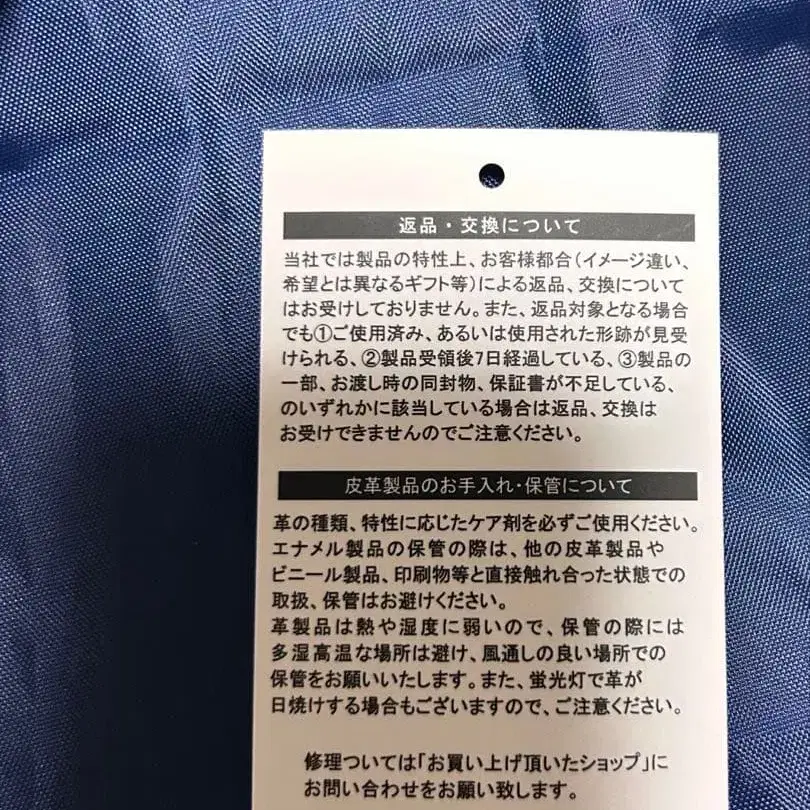 返品・交換について
当社では製品の特性上、お客様都合（イメージ違い、
希望とは異なるギフト等）による返品、交換について
はお受けしておりません。また、返品対象となる場合
でも①ご使用済み、あるいは使用された形跡が見受
けられる、②製品受領後7日経過している、③製品の
一部、お渡し時の同封物、保証書が不足している、
のいずれかに該当している場合は返品、交換は
お受けできませんのでご注意ください。
皮革製品のお手入れ・保管について
革の種類、特性に応じたケア剤を必ずご使用ください。
エナメル製品の保管の際は、他の皮革製品や
ビニール製品、印刷物等と直接触れ合った状態での
取扱、保管はお避けください。
革製品は熱や湿度に弱いので、保管の際には
多湿高温な場所は避け、風通しの良い場所での
保管をお願いいたします。また、蛍光灯で革が
日焼けする場合もございますので、ご注意ください。
修理ついては「お買い上げ頂いたショップ」に
お問い合わせをお願い致します。